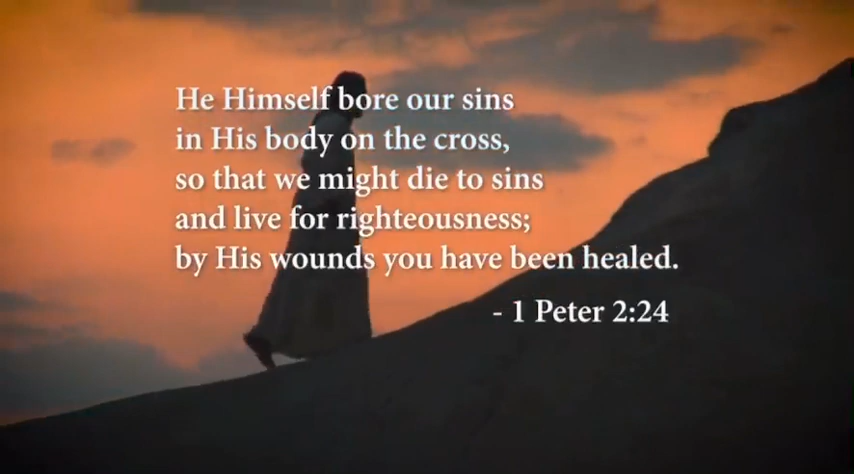 He Himself bore our sins
in His body on the cross,
so that we might die to sins
and live for righteousness;
by His wounds you have been healed.
- 1 Peter 2:24